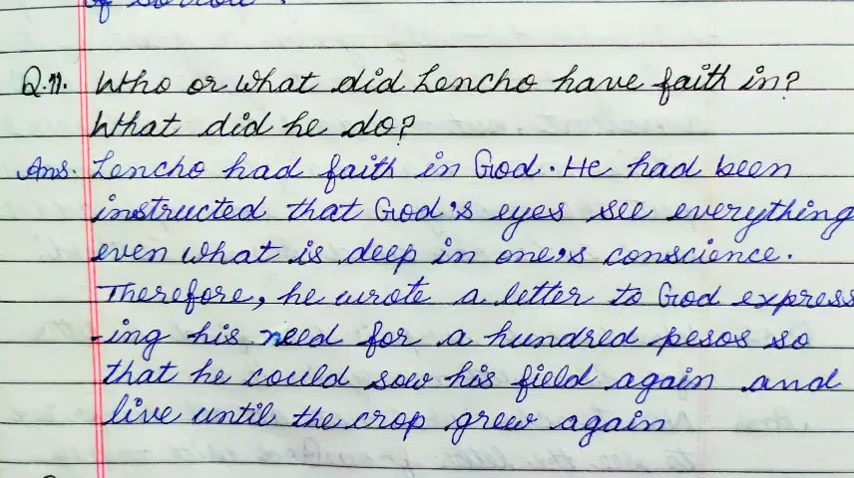 of sorrow.
Q.11. Who or what did Lencho have faith in?
What did he do?
Ans. Lencho had faith in God. He had been
instructed that God's eyes see everything
even what is deep in one's conscience.
Therefore, he wrote a letter to God express
-ing his need for a hundred pesos so
that he could sow his field again and
live until the crop grew again